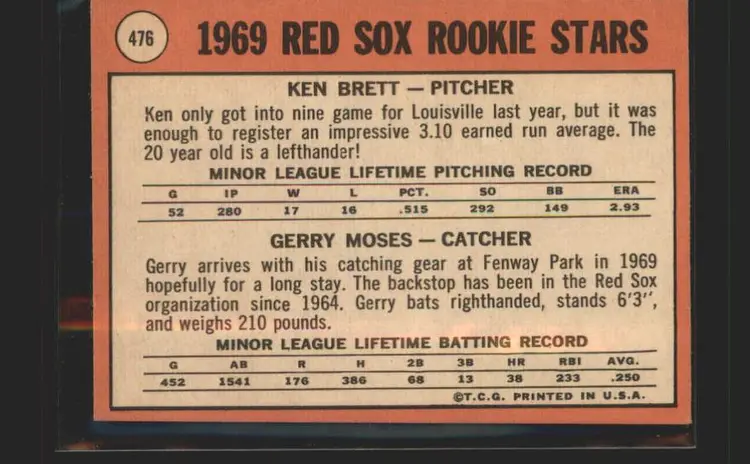 476
1969 RED SOX ROOKIE STARS
KEN BRETT — PITCHER
Ken only got into nine game for Louisville last year, but it was
enough to register an impressive 3.10 earned run average. The
20 year old is a lefthander!
MINOR LEAGUE LIFETIME PITCHING RECORD
G IP W L PCT. SO BB ERA
52 280 17 16 .515 292 149 2.93
GERRY MOSES — CATCHER
Gerry arrives with his catching gear at Fenway Park in 1969
hopefully for a long stay. The backstop has been in the Red Sox
organization since 1964. Gerry bats righthanded, stands 6'3",
and weighs 210 pounds.
MINOR LEAGUE LIFETIME BATTING RECORD
G AB R H 2B 3B HR RBI AVG.
452 1541 176 386 68 13 38 233 .250
©T.C.G. PRINTED IN U.S.A.